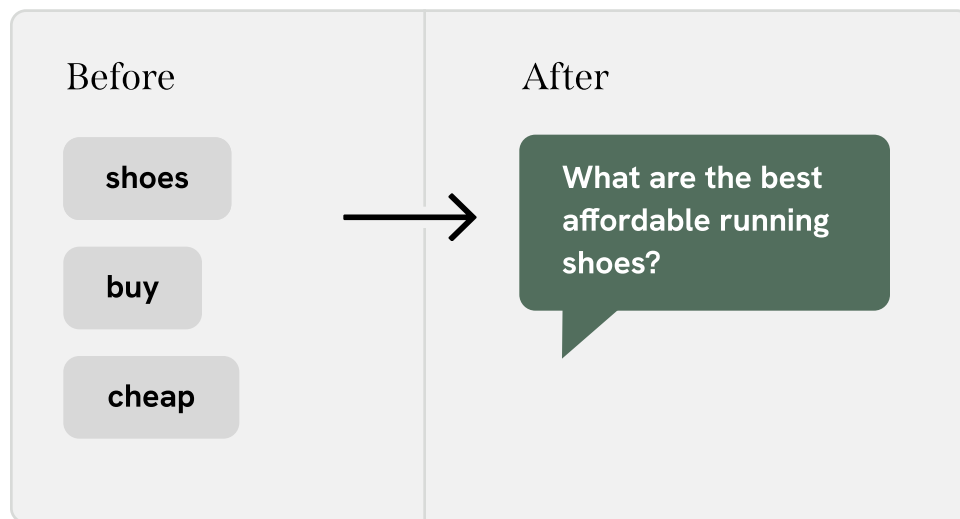 Before
shoes
buy
cheap
After
What are the best
affordable running
shoes?